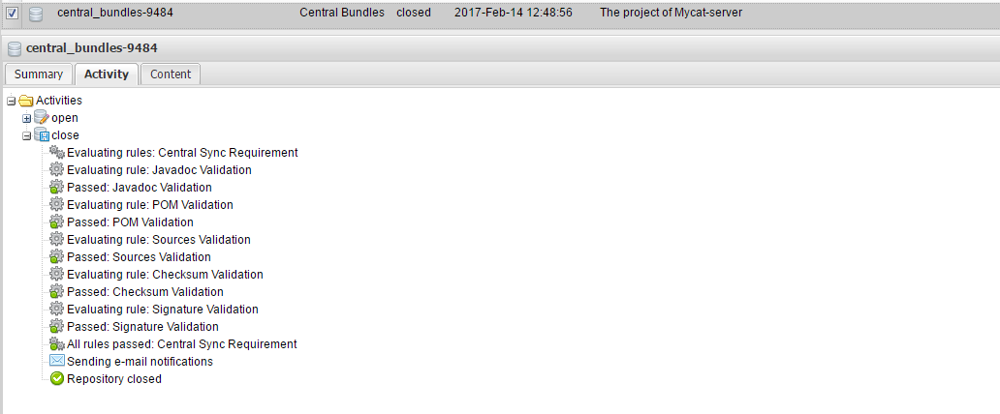 central_bundles-9484 Central Bundles closed 2017-Feb-14 12:48:56 The project of Mycat-server
central_bundles-9484
Summary Activity Content
Activities
open
close
Evaluating rules: Central Sync Requirement
Evaluating rule: Javadoc Validation
Passed: Javadoc Validation
Evaluating rule: POM Validation
Passed: POM Validation
Evaluating rule: Sources Validation
Passed: Sources Validation
Evaluating rule: Checksum Validation
Passed: Checksum Validation
Evaluating rule: Signature Validation
Passed: Signature Validation
All rules passed: Central Sync Requirement
Sending e-mail notifications
Repository closed